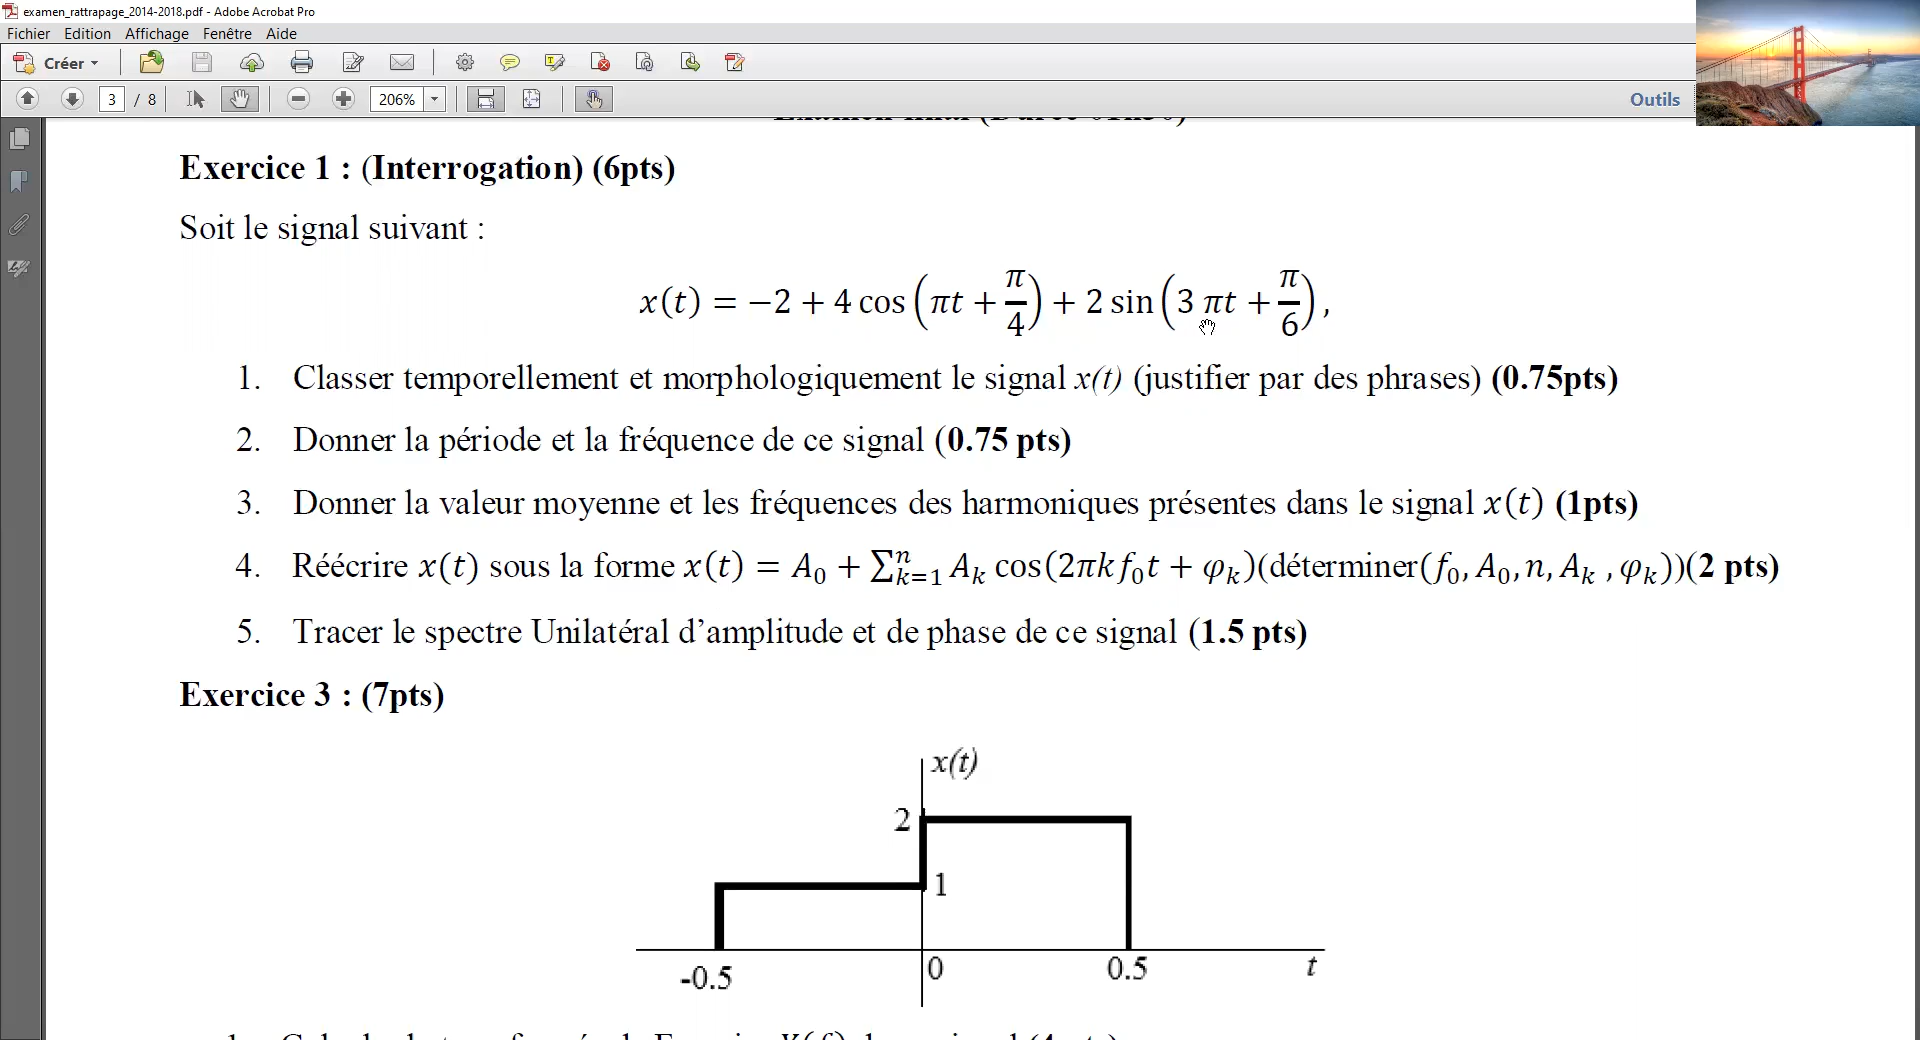 examen_rattrapage_2014-2018.pdf - Adobe Acrobat Pro
Fichier Edition Affichage Fenêtre Aide
Créer
3 / 8 206% Outils
Exercice 1 : (Interrogation) (6pts)
Soit le signal suivant :
x(t) = −2 + 4 cos (πt + π/4) + 2 sin (3 πt + π/6) ,
1. Classer temporellement et morphologiquement le signal x(t) (justifier par des phrases) (0.75pts)
2. Donner la période et la fréquence de ce signal (0.75 pts)
3. Donner la valeur moyenne et les fréquences des harmoniques présentes dans le signal x(t) (1pts)
4. Réécrire x(t) sous la forme x(t) = A₀ + ∑ₖ₌₁ⁿ Aₖ cos(2πkf₀t + φₖ)(déterminer(f₀, A₀, n, Aₖ , φₖ))(2 pts)
5. Tracer le spectre Unilatéral d’amplitude et de phase de ce signal (1.5 pts)
Exercice 3 : (7pts)
x(t)
2
1
-0.5 0 0.5 t